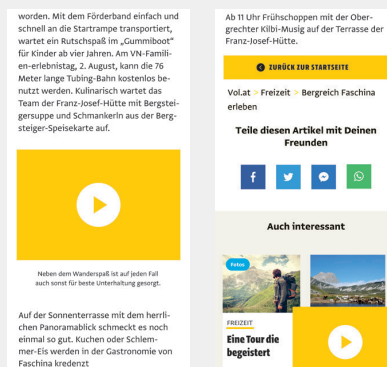 worden. Mit dem Förderband einfach und
schnell an die Startrampe transportiert,
wartet ein Rutschspaß im „Gummiboot“
für Kinder ab vier Jahren. Am VN-Famili-
en-erlebnistag, 2. August, kann die 76
Meter lange Tubing-Bahn kostenlos be-
nutzt werden. Kulinarisch wartet das
Team der Franz-Josef-Hütte mit Bergstei-
gersuppe und Schmankerln aus der Berg-
steiger-Speisekarte auf.
Neben dem Wanderspaß ist auf jeden Fall
auch sonst für beste Unterhaltung gesorgt.
Auf der Sonnenterrasse mit dem herrli-
chen Panoramablick schmeckt es noch
einmal so gut. Kuchen oder Schlem-
mer-Eis werden in der Gastronomie von
Faschina kredenzt
Ab 11 Uhr Frühschoppen mit der Ober-
grechter Kilbi-Musig auf der Terrasse der
Franz-Josef-Hütte.
ZURÜCK ZUR STARTSEITE
Vol.at > Freizeit > Bergreich Faschina
erleben
Teile diesen Artikel mit Deinen
Freunden
Auch interessant
Fotos
FREIZEIT
Eine Tour die
begeistert